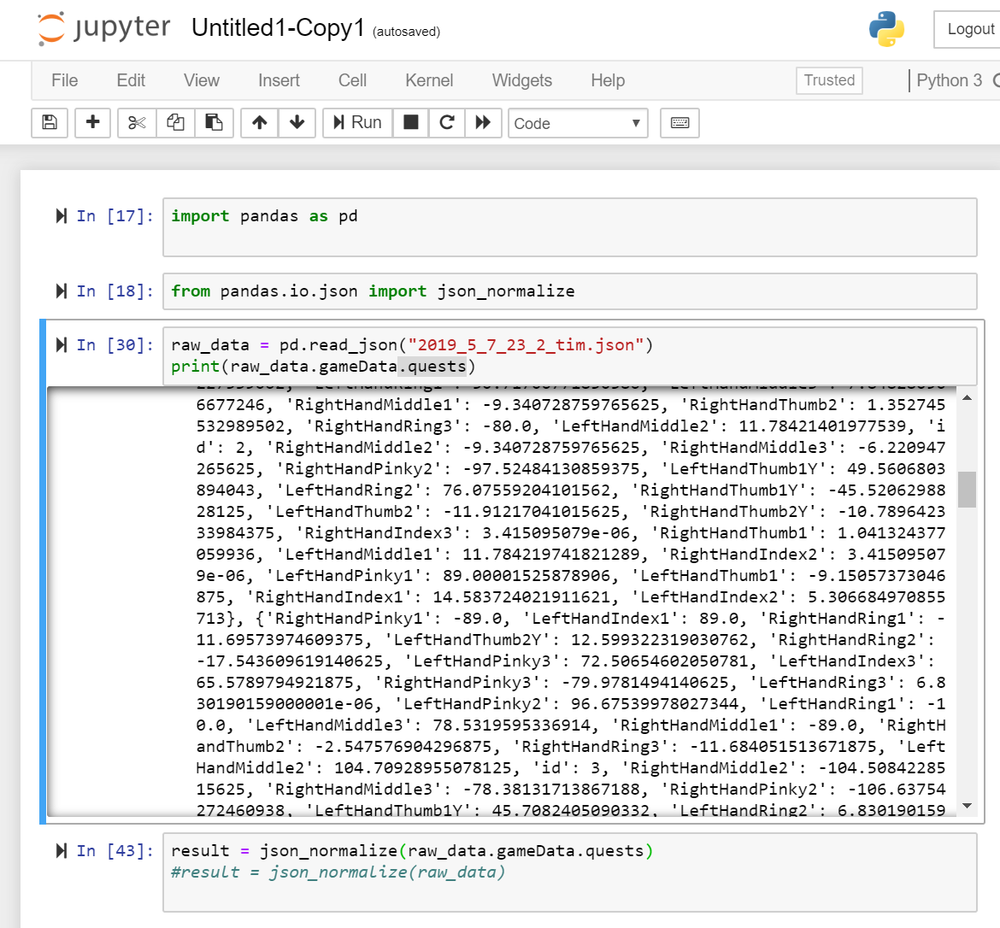 jupyter Untitled1-Copy1 (autosaved) Logout
File Edit View Insert Cell Kernel Widgets Help Trusted Python 3
Run Code
In [17]: import pandas as pd
In [18]: from pandas.io.json import json_normalize
In [30]: raw_data = pd.read_json("2019_5_7_23_2_tim.json")
print(raw_data.gameData.quests)
6677246, 'RightHandMiddle1': -9.340728759765625, 'RightHandThumb2': 1.352745
532989502, 'RightHandRing3': -80.0, 'LeftHandMiddle2': 11.78421401977539, 'i
d': 2, 'RightHandMiddle2': -9.340728759765625, 'RightHandMiddle3': -6.220947
265625, 'RightHandPinky2': -97.52484130859375, 'LeftHandThumb1Y': 49.5606803
894043, 'LeftHandRing2': 76.07559204101562, 'RightHandThumb1Y': -45.52062988
28125, 'LeftHandThumb2': -11.91217041015625, 'RightHandThumb2Y': -10.7896423
33984375, 'RightHandIndex3': 3.415095079e-06, 'RightHandThumb1': 1.041324377
059936, 'LeftHandMiddle1': 11.784219741821289, 'RightHandIndex2': 3.41509507
9e-06, 'LeftHandPinky1': 89.00001525878906, 'LeftHandThumb1': -9.15057373046
875, 'RightHandIndex1': 14.583724021911621, 'LeftHandIndex2': 5.306684970855
713}, {'RightHandPinky1': -89.0, 'LeftHandIndex1': 89.0, 'RightHandRing1': -
11.69573974609375, 'LeftHandThumb2Y': 12.599322319030762, 'RightHandRing2':
-17.543609619140625, 'LeftHandPinky3': 72.50654602050781, 'LeftHandIndex3':
65.5789794921875, 'RightHandPinky3': -79.9781494140625, 'LeftHandRing3': 6.8
30190159000001e-06, 'LeftHandPinky2': 96.67539978027344, 'LeftHandRing1': -1
0.0, 'LeftHandMiddle3': 78.5319595336914, 'RightHandMiddle1': -89.0, 'RightH
andThumb2': -2.547576904296875, 'RightHandRing3': -11.684051513671875, 'Left
HandMiddle2': 104.70928955078125, 'id': 3, 'RightHandMiddle2': -104.50842285
15625, 'RightHandMiddle3': -78.38131713867188, 'RightHandPinky2': -106.63754
272460938, 'LeftHandThumb1Y': 45.7082405090332, 'LeftHandRing2': 6.830190159
In [43]: result = json_normalize(raw_data.gameData.quests)
#result = json_normalize(raw_data)